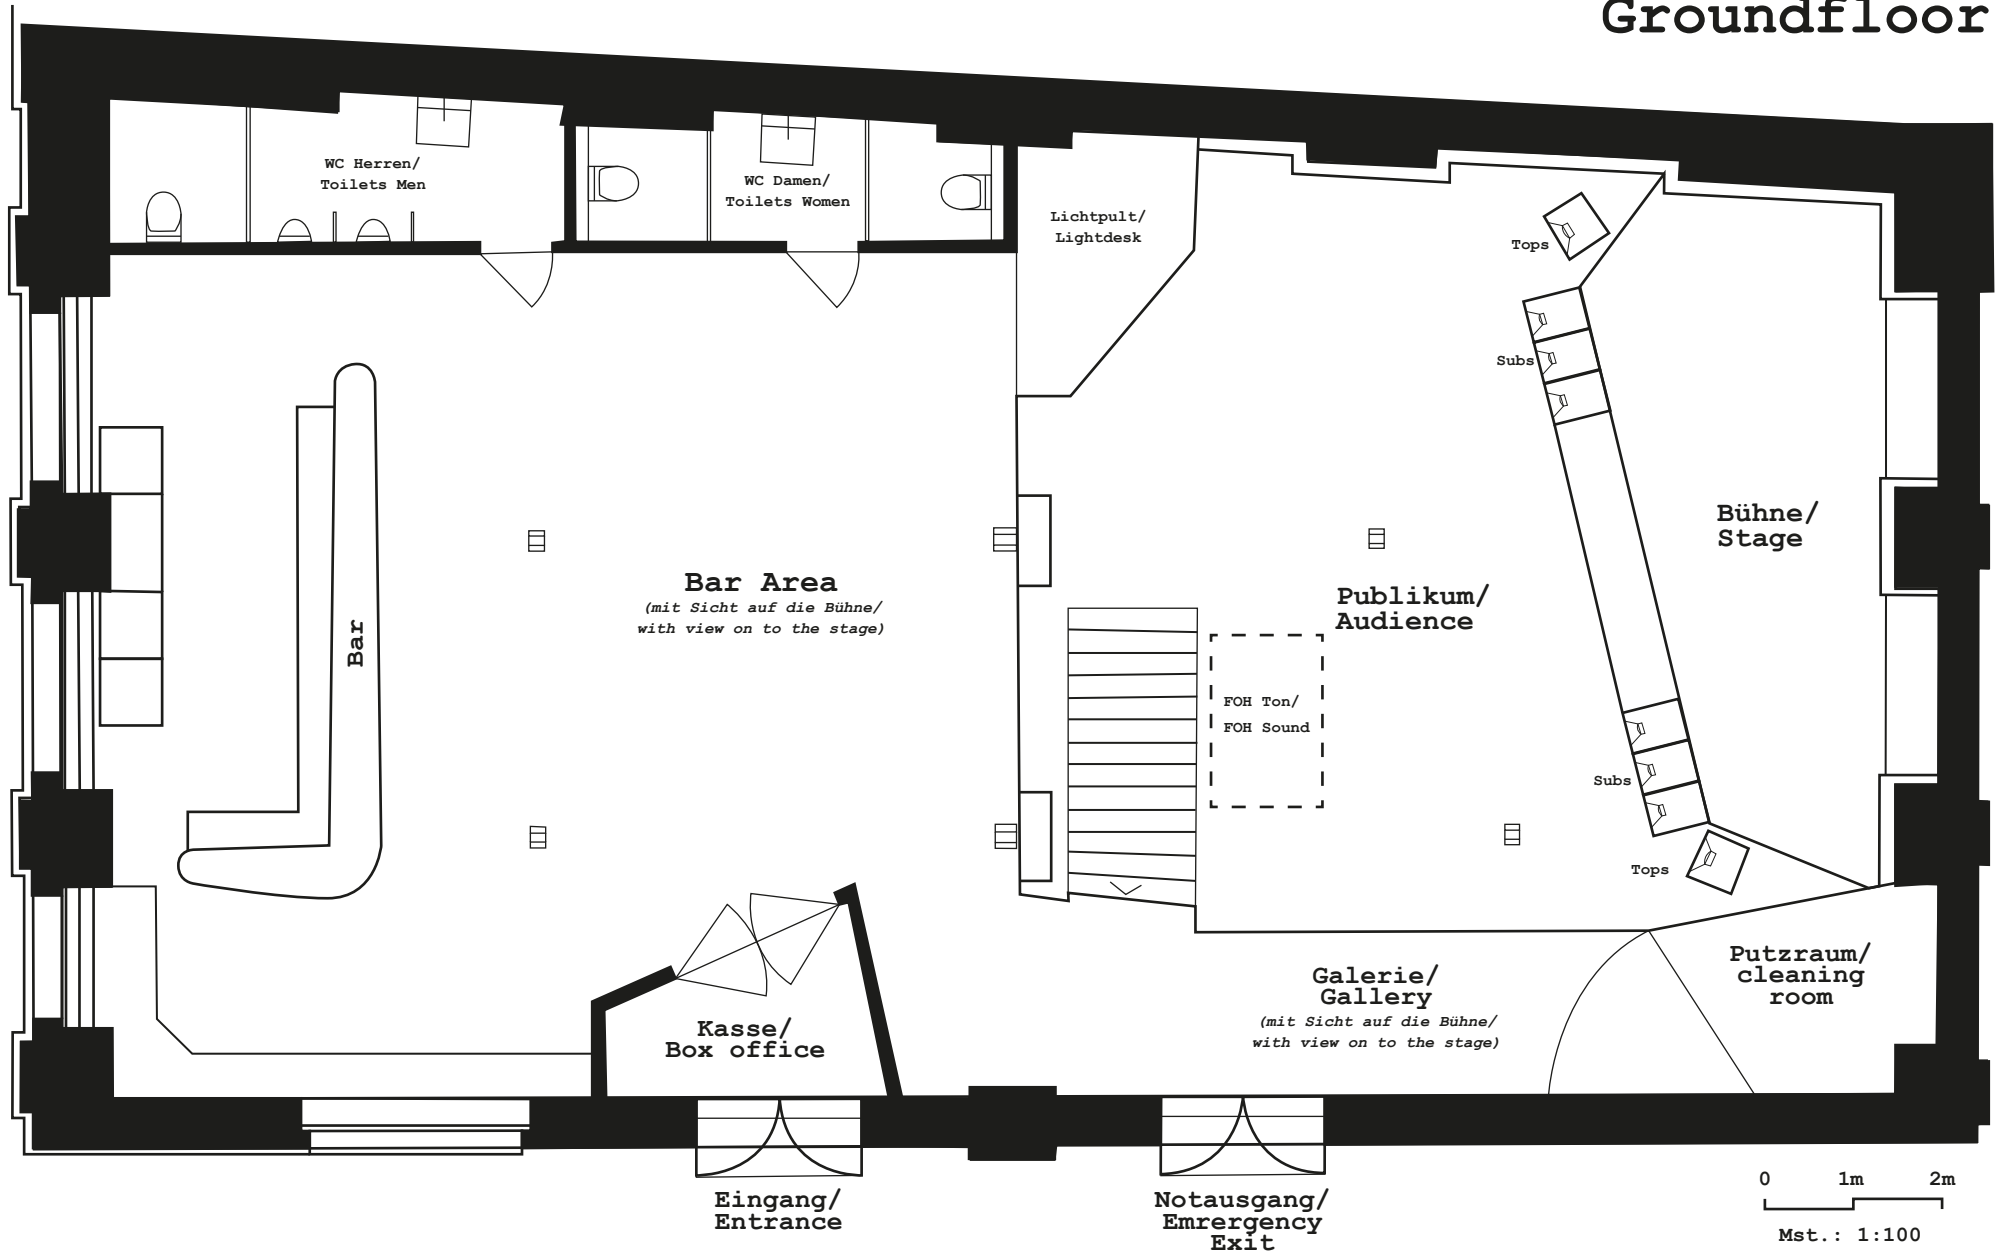 Groundfloor
WC Herren/
Toilets Men
WC Damen/
Toilets Women
Lichtpult/
Lightdesk
Tops
Subs
Bühne/
Stage
Bar Area
(mit Sicht auf die Bühne/
with view on to the stage)
Publikum/
Audience
Bar
FOH Ton/
FOH Sound
Subs
Tops
Putzraum/
cleaning
room
Galerie/
Gallery
(mit Sicht auf die Bühne/
with view on to the stage)
Kasse/
Box office
Eingang/
Entrance
Notausgang/
Emrergency
Exit
0 1m 2m
Mst.: 1:100